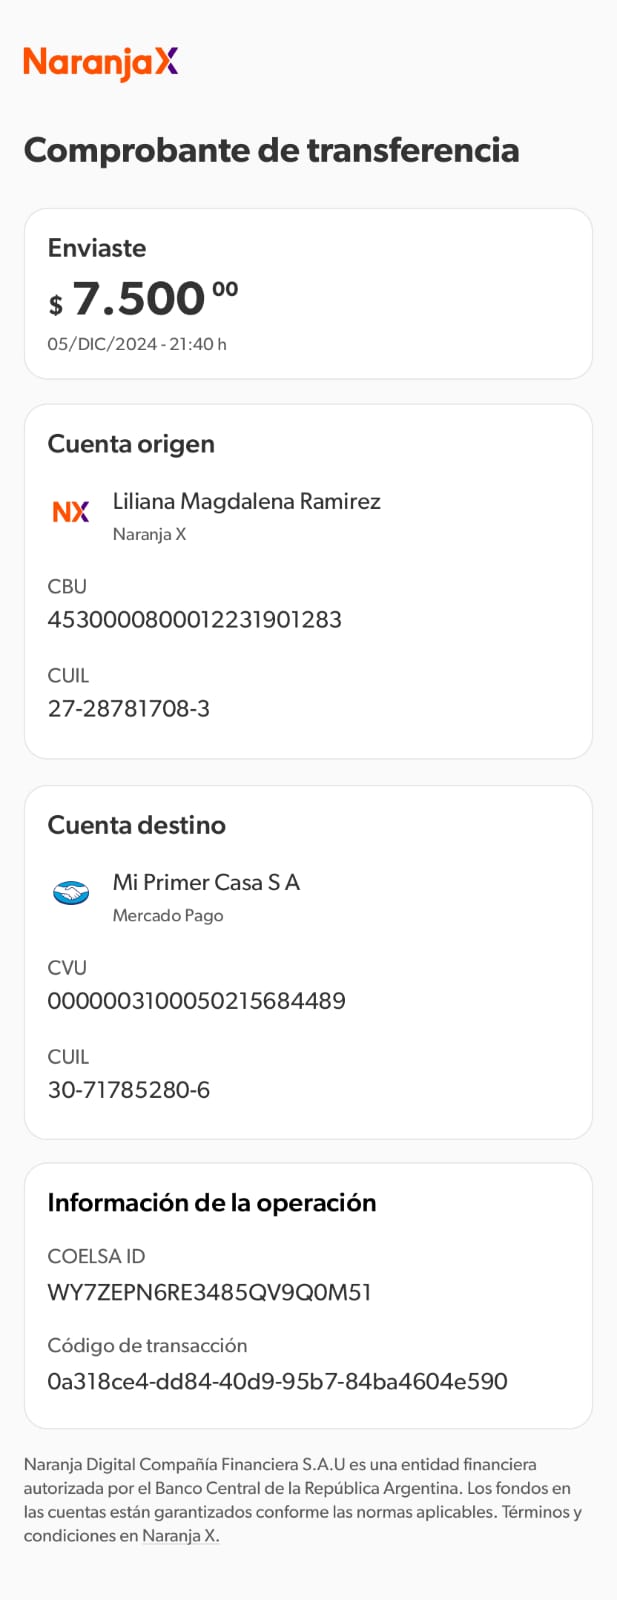 NaranjaX
Comprobante de transferencia
Enviaste
$ 7.500 00
05/DIC/2024 - 21:40 h
Cuenta origen
NX
Liliana Magdalena Ramirez
Naranja X
CBU
4530000800012231901283
CUIL
27-28781708-3
Cuenta destino
Mi Primer Casa S A
Mercado Pago
CVU
0000003100050215684489
CUIL
30-71785280-6
Información de la operación
COELSA ID
WY7ZEPN6RE3485QV9Q0M51
Código de transacción
0a318ce4-dd84-40d9-95b7-84ba4604e590
Naranja Digital Compañía Financiera S.A.U es una entidad financiera
autorizada por el Banco Central de la República Argentina. Los fondos en
las cuentas están garantizados conforme las normas aplicables. Términos y
condiciones en Naranja X.